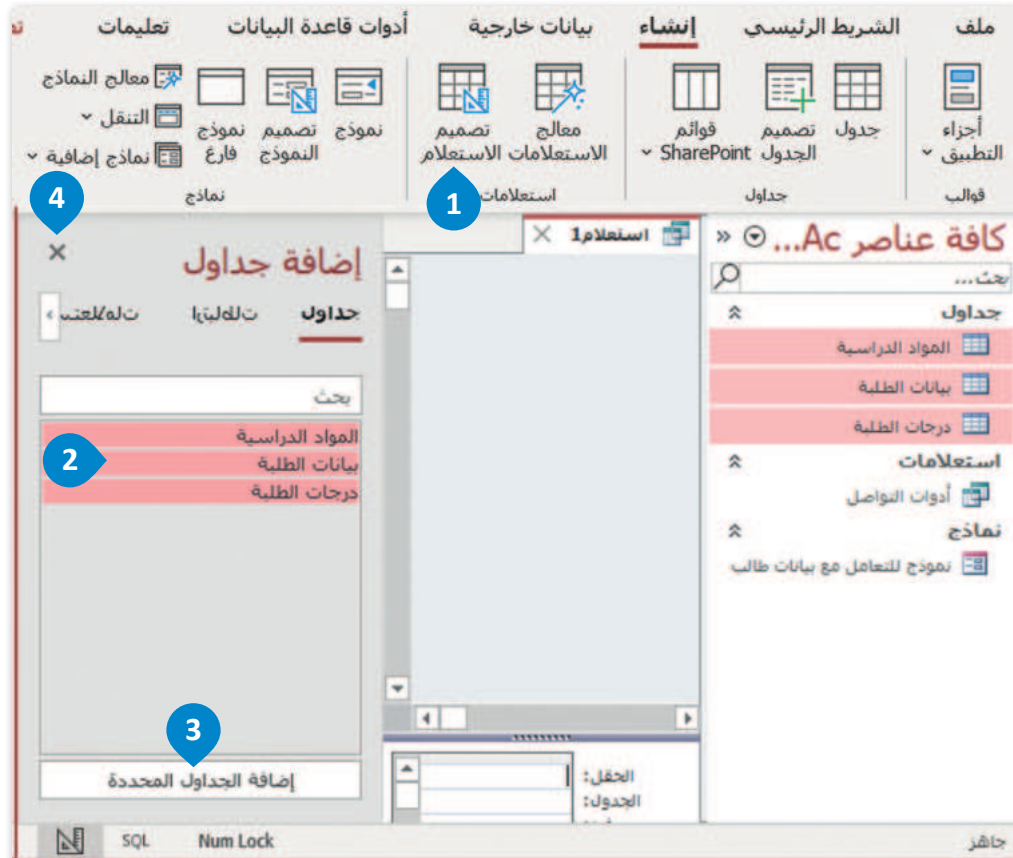 ملف
الشريط الرئيسي
إنشاء
بيانات خارجية
أدوات قاعدة البيانات
تعليمات
أجزاء التطبيق
قوالب
جدول
تصميم الجدول
قوائم SharePoint
جداول
معالج الاستعلامات
تصميم الاستعلام
استعلامات
نموذج
تصميم النموذج
نموذج فارغ
معالج النماذج
التنقل
نماذج إضافية
نماذج
1
4
كافة عناصر Ac...
بحث...
جداول
المواد الدراسية
بيانات الطلبة
درجات الطلبة
استعلامات
أدوات التواصل
نماذج
نموذج للتعامل مع بيانات طالب
استعلام1
الحقل:
الجدول:
إضافة جداول
جداول
بحث
المواد الدراسية
بيانات الطلبة
درجات الطلبة
2
3
إضافة الجداول المحددة
جاهز
Num Lock
SQL